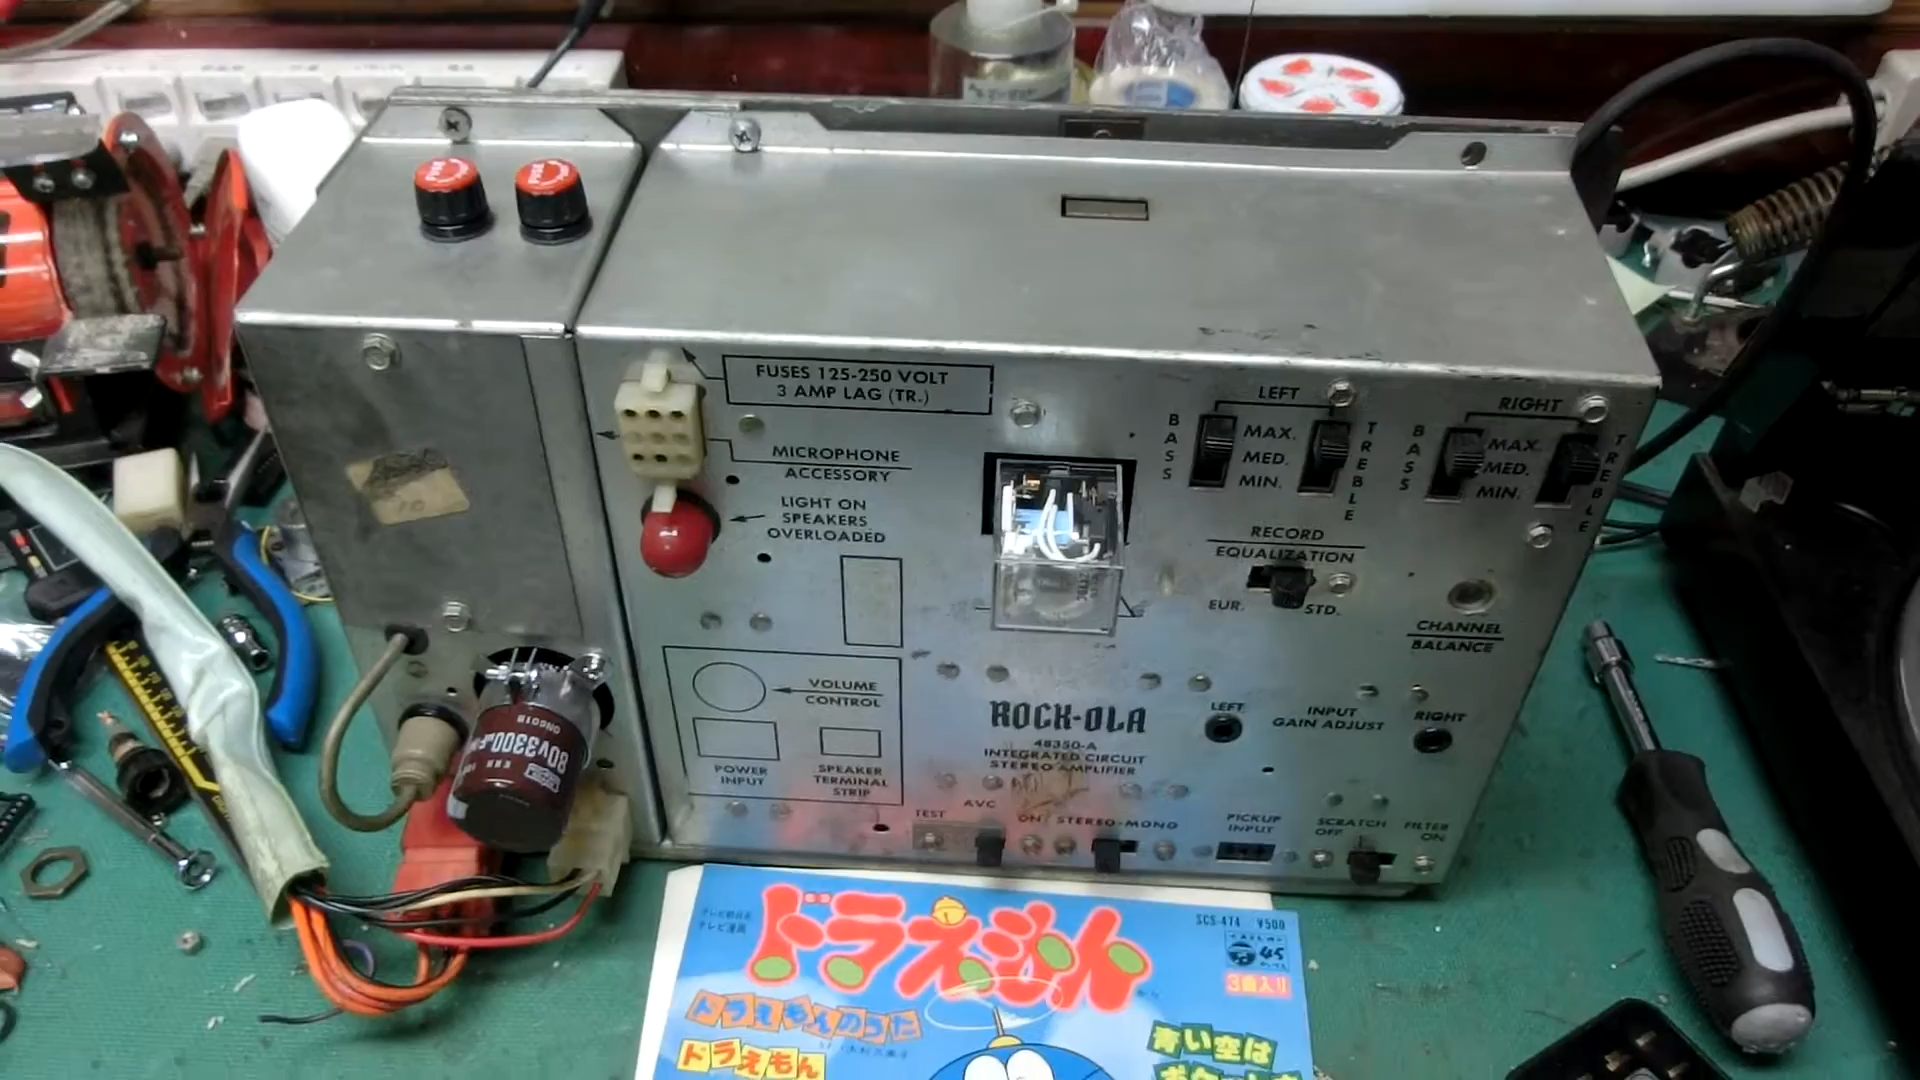 FUSE
FUSE
FUSES 125-250 VOLT
3 AMP LAG (TR.)
MICROPHONE
ACCESSORY
LIGHT ON
SPEAKERS
OVERLOADED
LEFT
BASS
MAX.
MED.
MIN.
TREBLE
RIGHT
BASS
MAX.
MED.
MIN.
TREBLE
RECORD
EQUALIZATION
EUR.
STD.
CHANNEL
BALANCE
VOLUME
CONTROL
POWER
INPUT
SPEAKER
TERMINAL
STRIP
ROCK-OLA
48350-A
INTEGRATED CIRCUIT
STEREO AMPLIFIER
LEFT
INPUT
GAIN ADJUST
RIGHT
TEST
AVC
ON
STEREO-MONO
PICKUP
INPUT
SCRATCH
OFF
FILTER
ON
80V3300μF
10
ドラえもん
SCS-474 ¥500
45
3曲入り
ドラえもんのうた
ドラえもん
青い空は